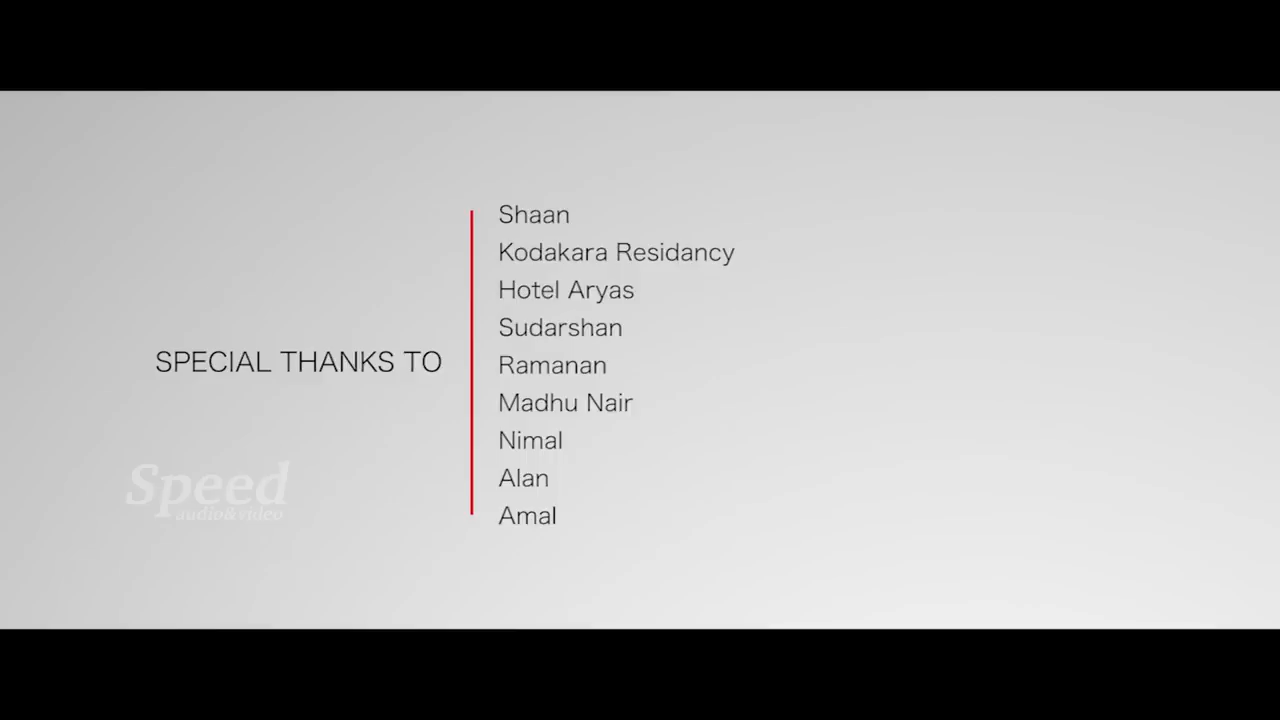 SPECIAL THANKS TO
Shaan
Kodakara Residancy
Hotel Aryas
Sudarshan
Ramanan
Madhu Nair
Nimal
Alan
Amal
Speed
audio&video